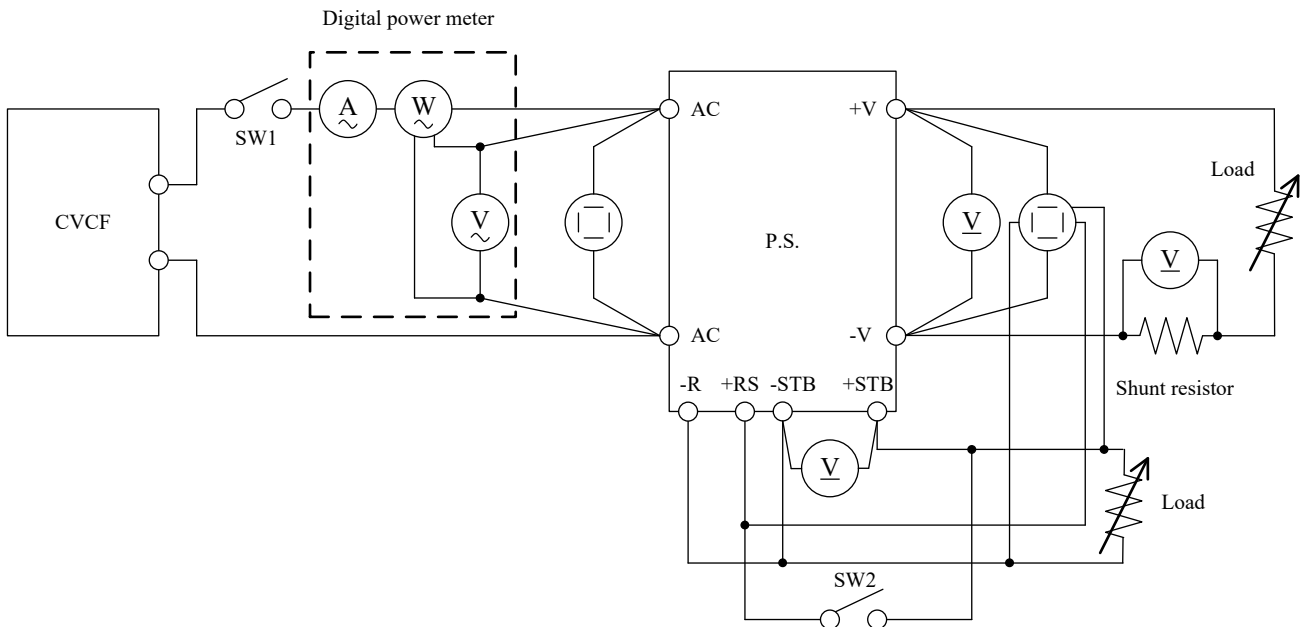 Digital power meter
A
W
AC
+V
SW1
Load
CVCF
V
P.S.
V
V
AC
-V
-R +RS -STB +STB
Shunt resistor
V
Load
SW2